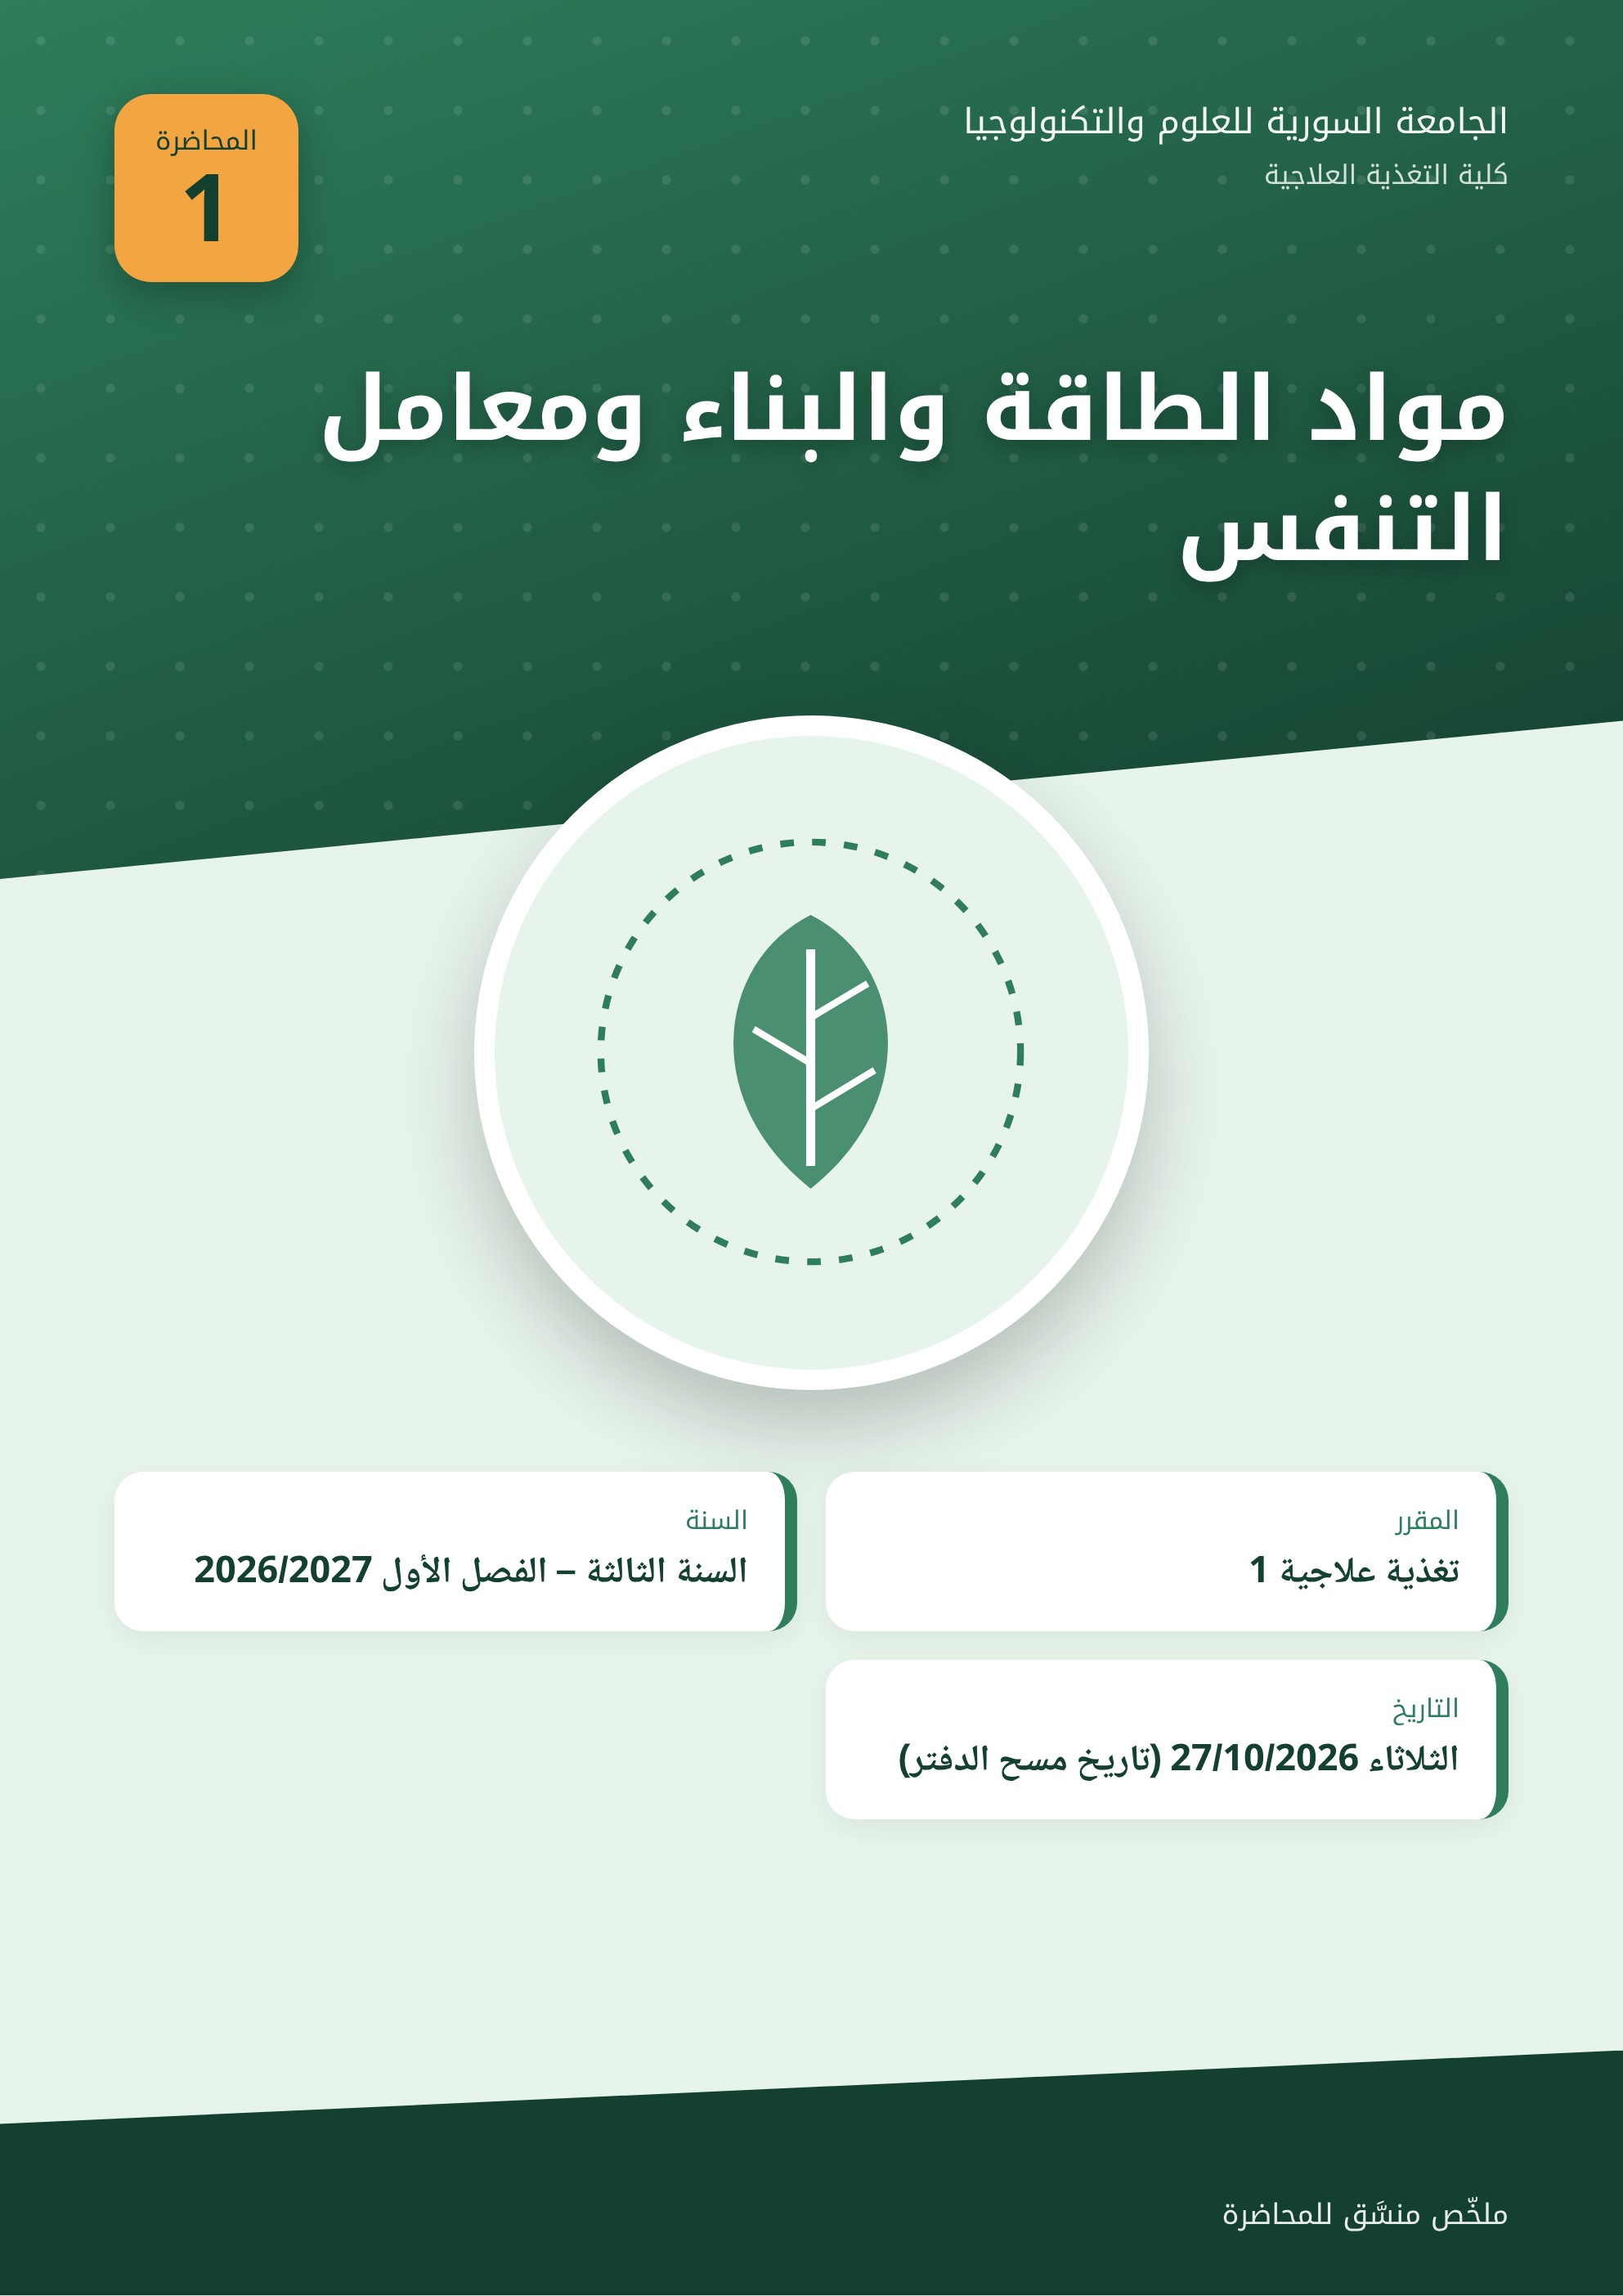 الجامعة السورية للعلوم والتكنولوجيا
كلية التغذية العلاجية
المحاضرة
1
مواد الطاقة والبناء ومعامل
التنفس
المقرر
تغذية علاجية 1
السنة
السنة الثالثة – الفصل الأول 2026/2027
التاريخ
الثلاثاء 27/10/2026 (تاريخ مسح الدفتر)
ملخّص منسَّق للمحاضرة